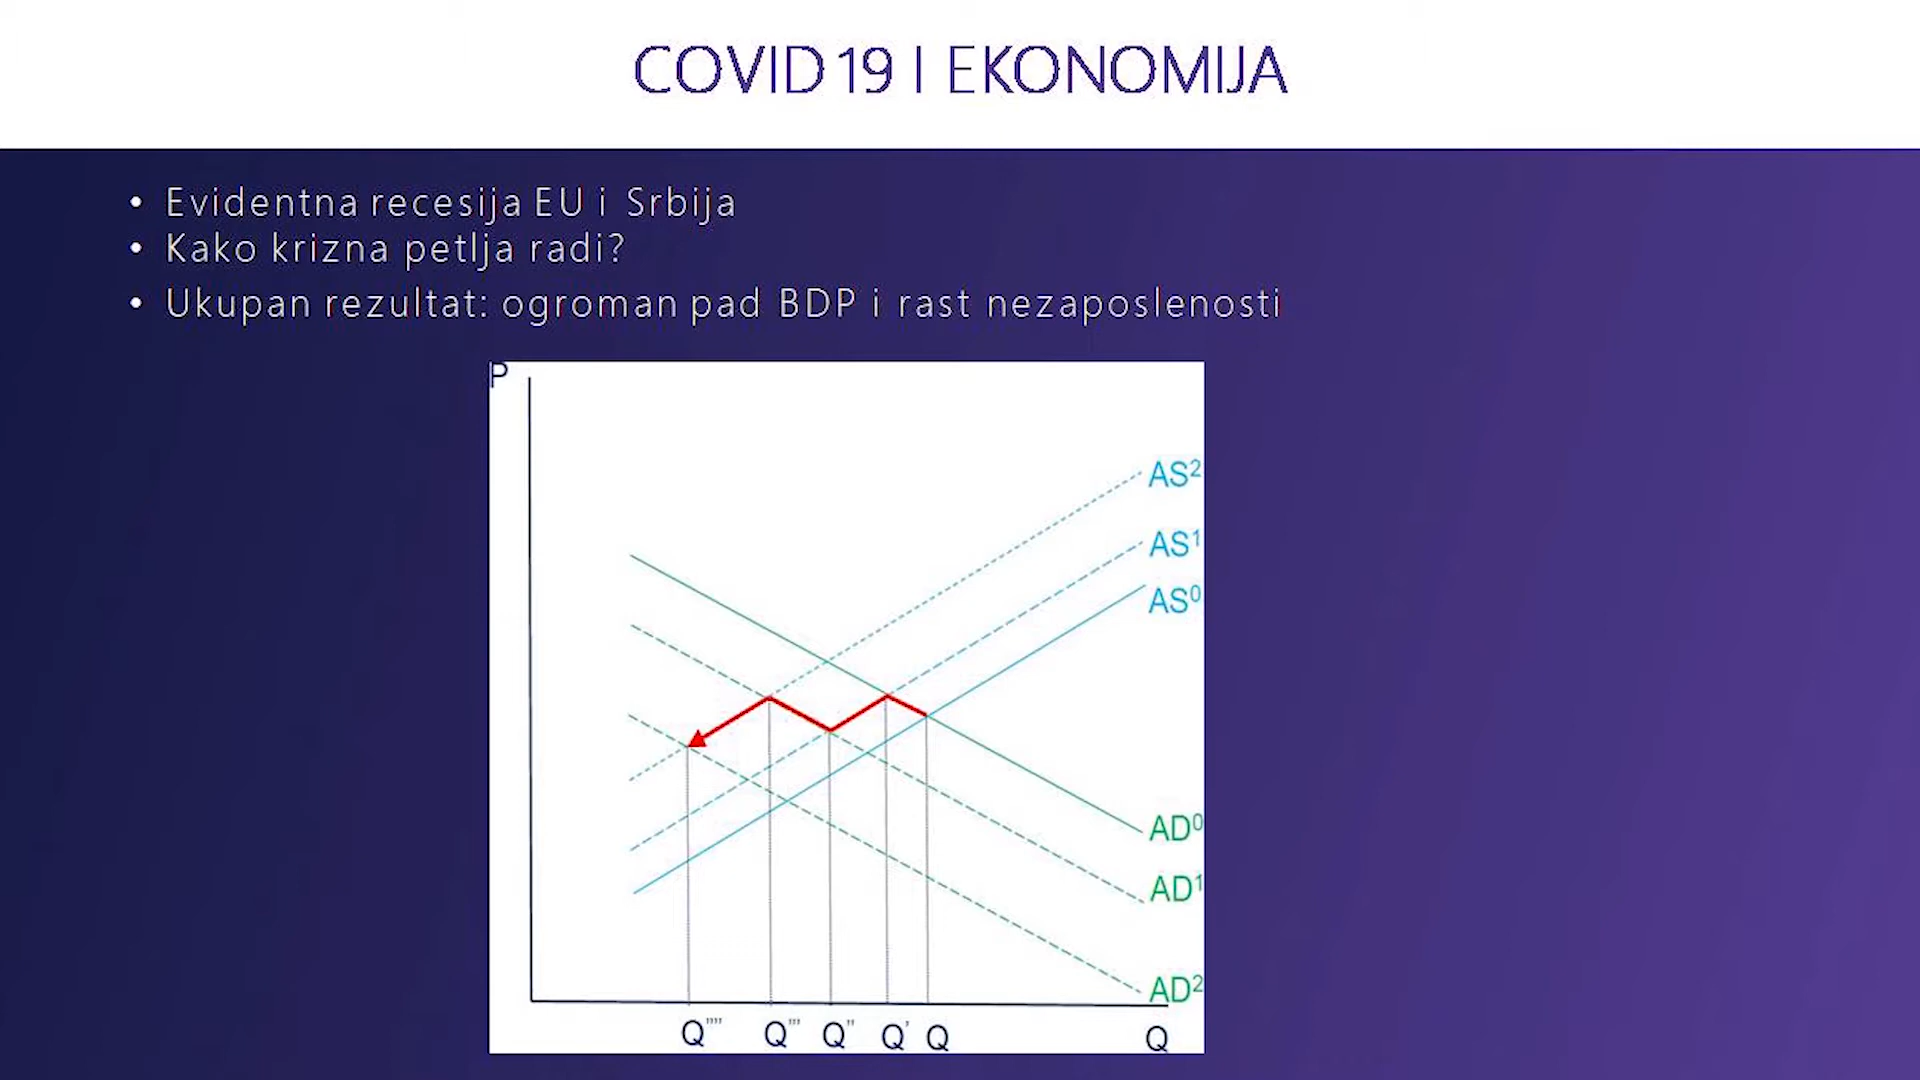 COVID 19 I EKONOMIJA
• Evidentna recesija EU i Srbija
• Kako krizna petlja radi?
• Ukupan rezultat: ogroman pad BDP i rast nezaposlenosti
P
AS²
AS¹
AS⁰
AD⁰
AD¹
AD²
Q'''' Q''' Q'' Q' Q Q